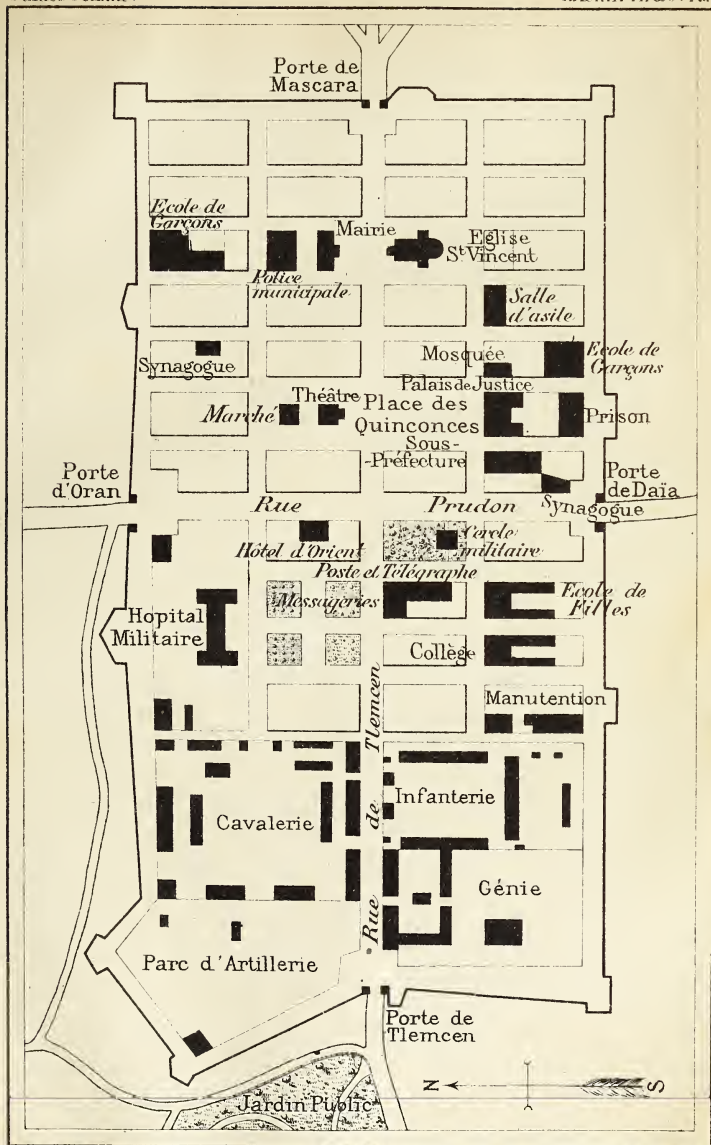 Porte de
Mascara
Ecole de
Garçons
Mairie
Eglise
St Vincent
Police
municipale
Salle
d'asile
Synagogue
Mosquée
Ecole de
Garçons
Palais de Justice
Théâtre
Marché
Place des
Quinconces
Prison
Sous-
-Préfecture
Porte
d'Oran
Porte
de Daïa
Synagogue
Rue Prudon
Hôtel d'Orient
Cercle
militaire
Poste et Télégraphe
Messageries
Ecole de
Filles
Hopital
Militaire
Collège
Manutention
Rue de Tlemcen
Infanterie
Cavalerie
Génie
Parc d'Artillerie
Porte de
Tlemcen
N
S
Jardin Public